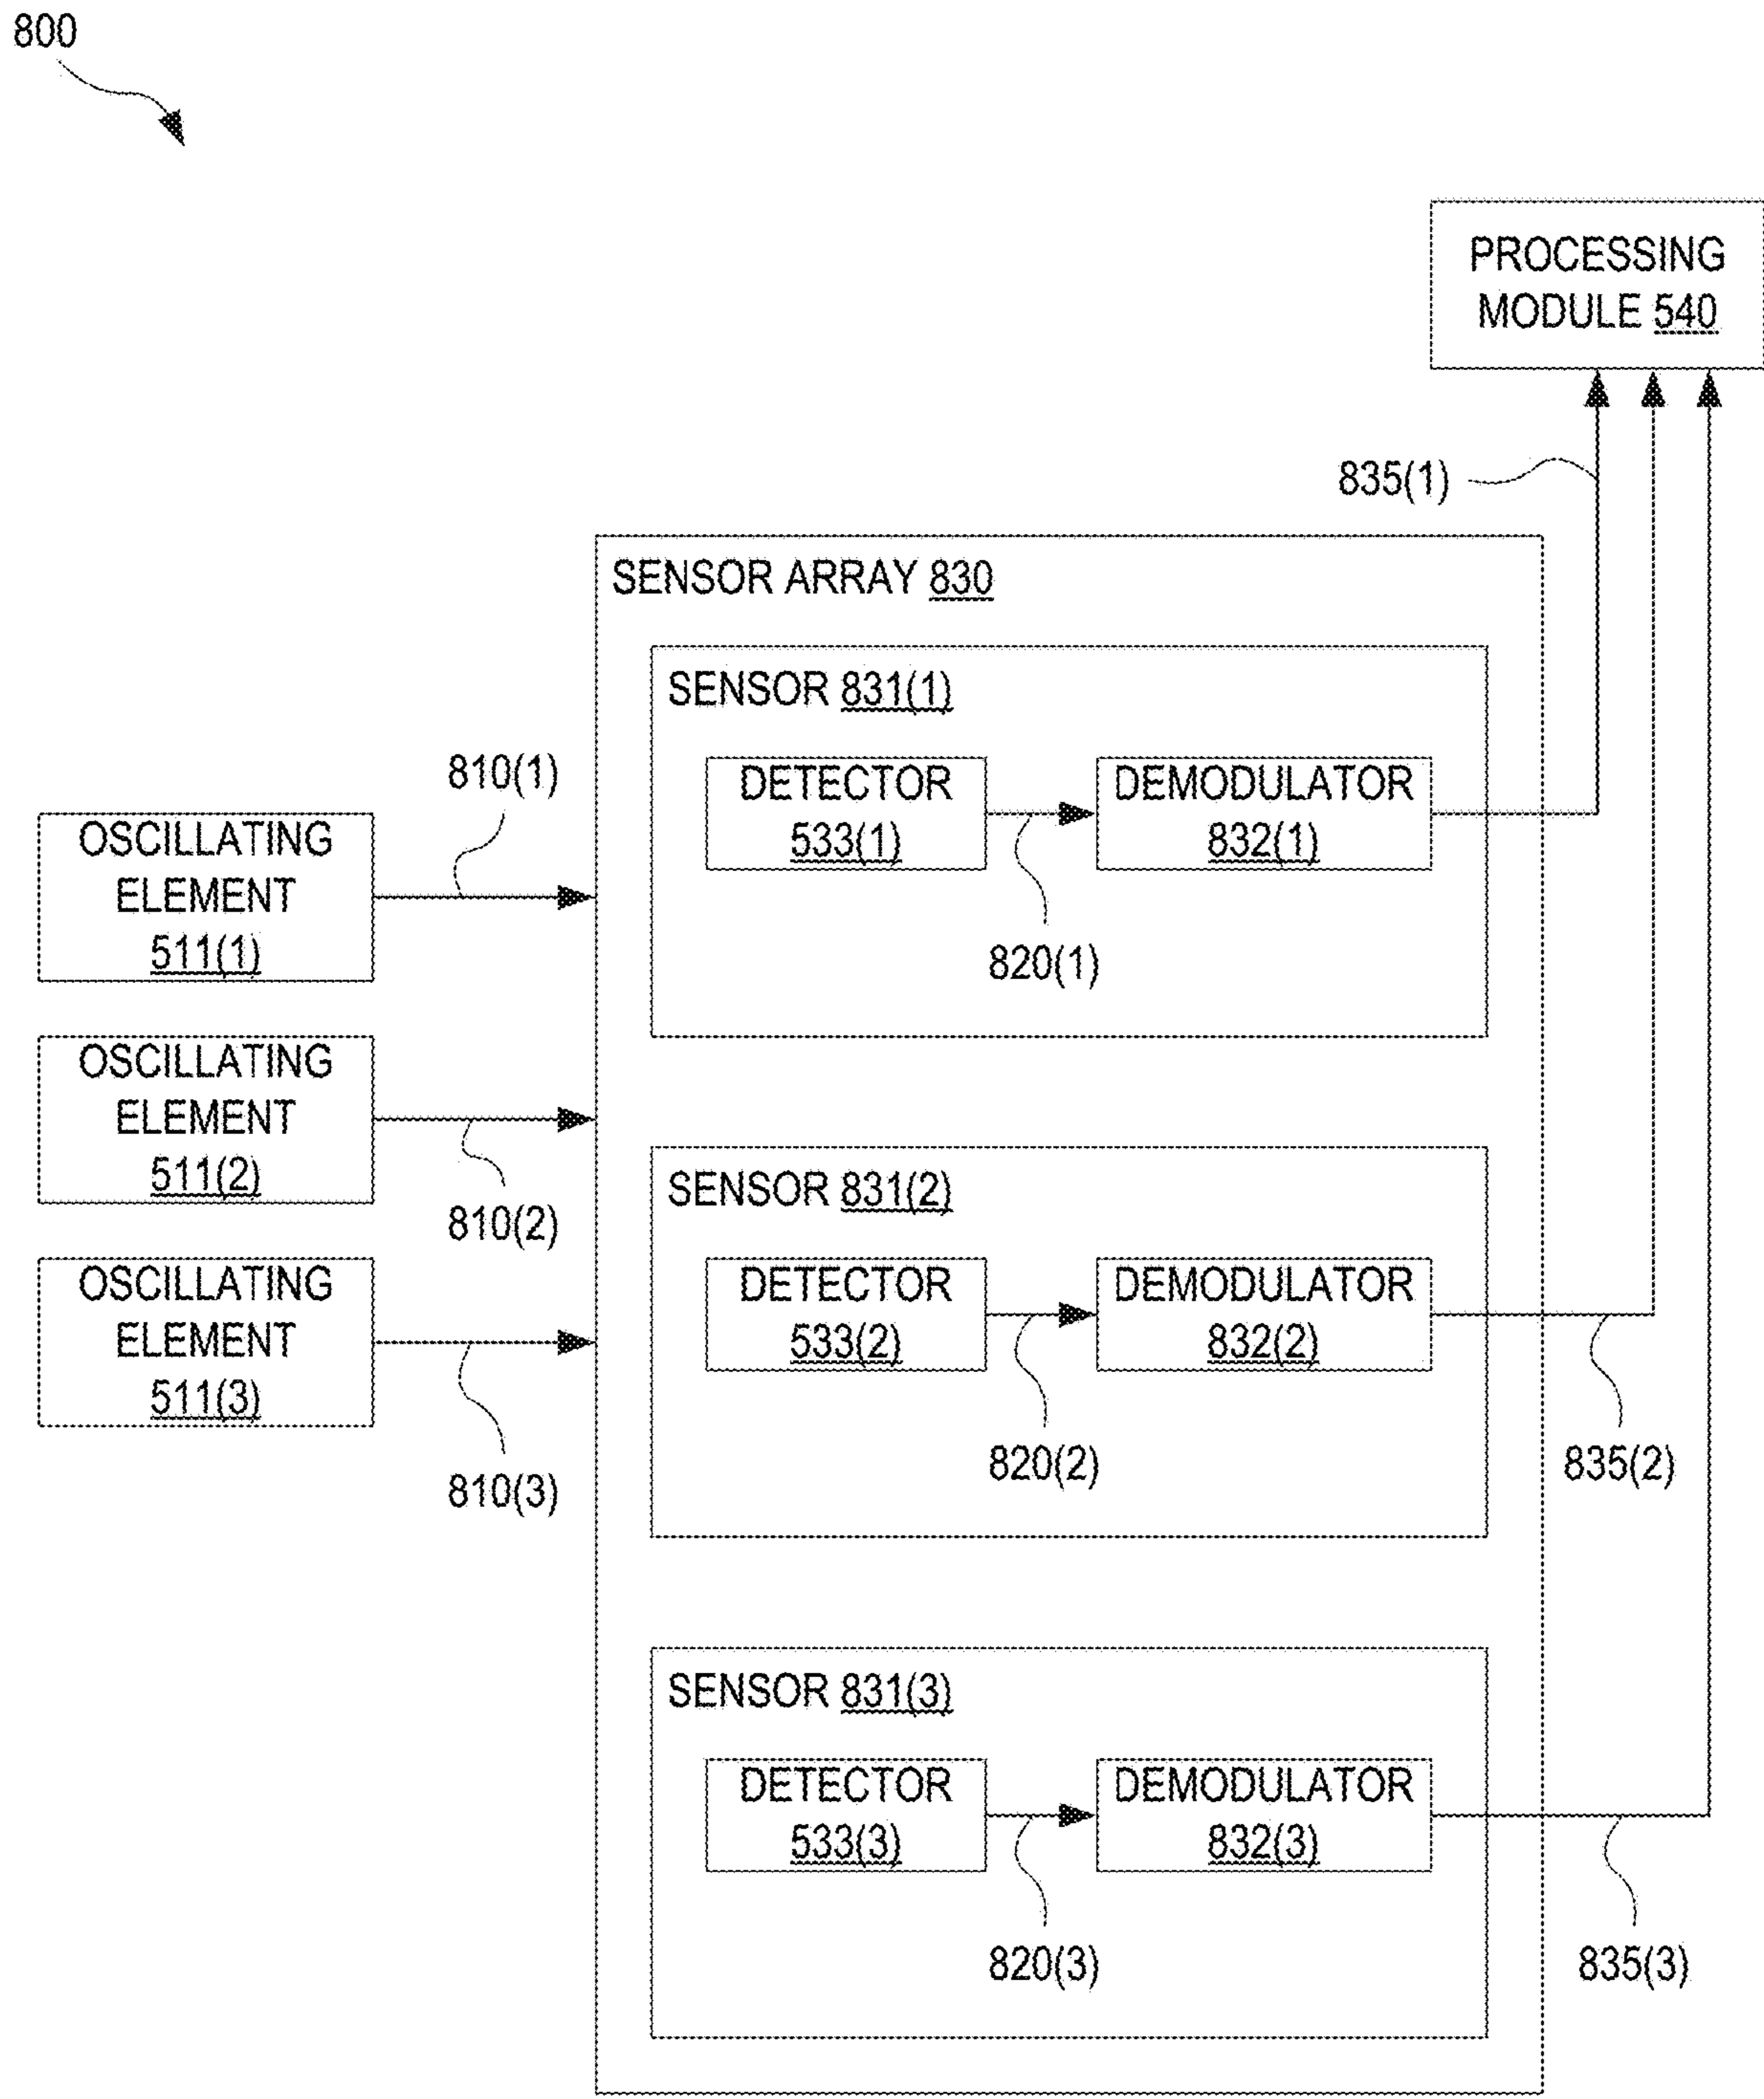 800
PROCESSING
MODULE 540
835(1)
SENSOR ARRAY 830
SENSOR 831(1)
810(1)
DETECTOR
533(1)
DEMODULATOR
832(1)
820(1)
OSCILLATING
ELEMENT
511(1)
OSCILLATING
ELEMENT
511(2)
810(2)
SENSOR 831(2)
OSCILLATING
ELEMENT
511(3)
810(3)
DETECTOR
533(2)
DEMODULATOR
832(2)
820(2)
835(2)
SENSOR 831(3)
DETECTOR
533(3)
DEMODULATOR
832(3)
820(3)
835(3)